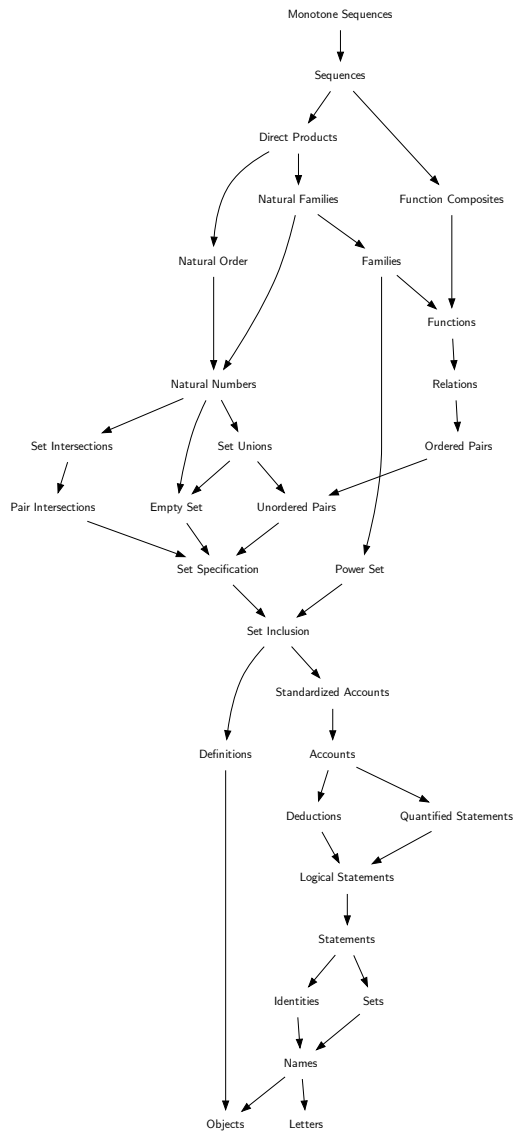 Monotone Sequences
Sequences
Direct Products
Natural Families
Function Composites
Natural Order
Families
Functions
Natural Numbers
Relations
Set Intersections
Set Unions
Ordered Pairs
Pair Intersections
Empty Set
Unordered Pairs
Set Specification
Power Set
Set Inclusion
Standardized Accounts
Definitions
Accounts
Deductions
Quantified Statements
Logical Statements
Statements
Identities
Sets
Names
Objects
Letters